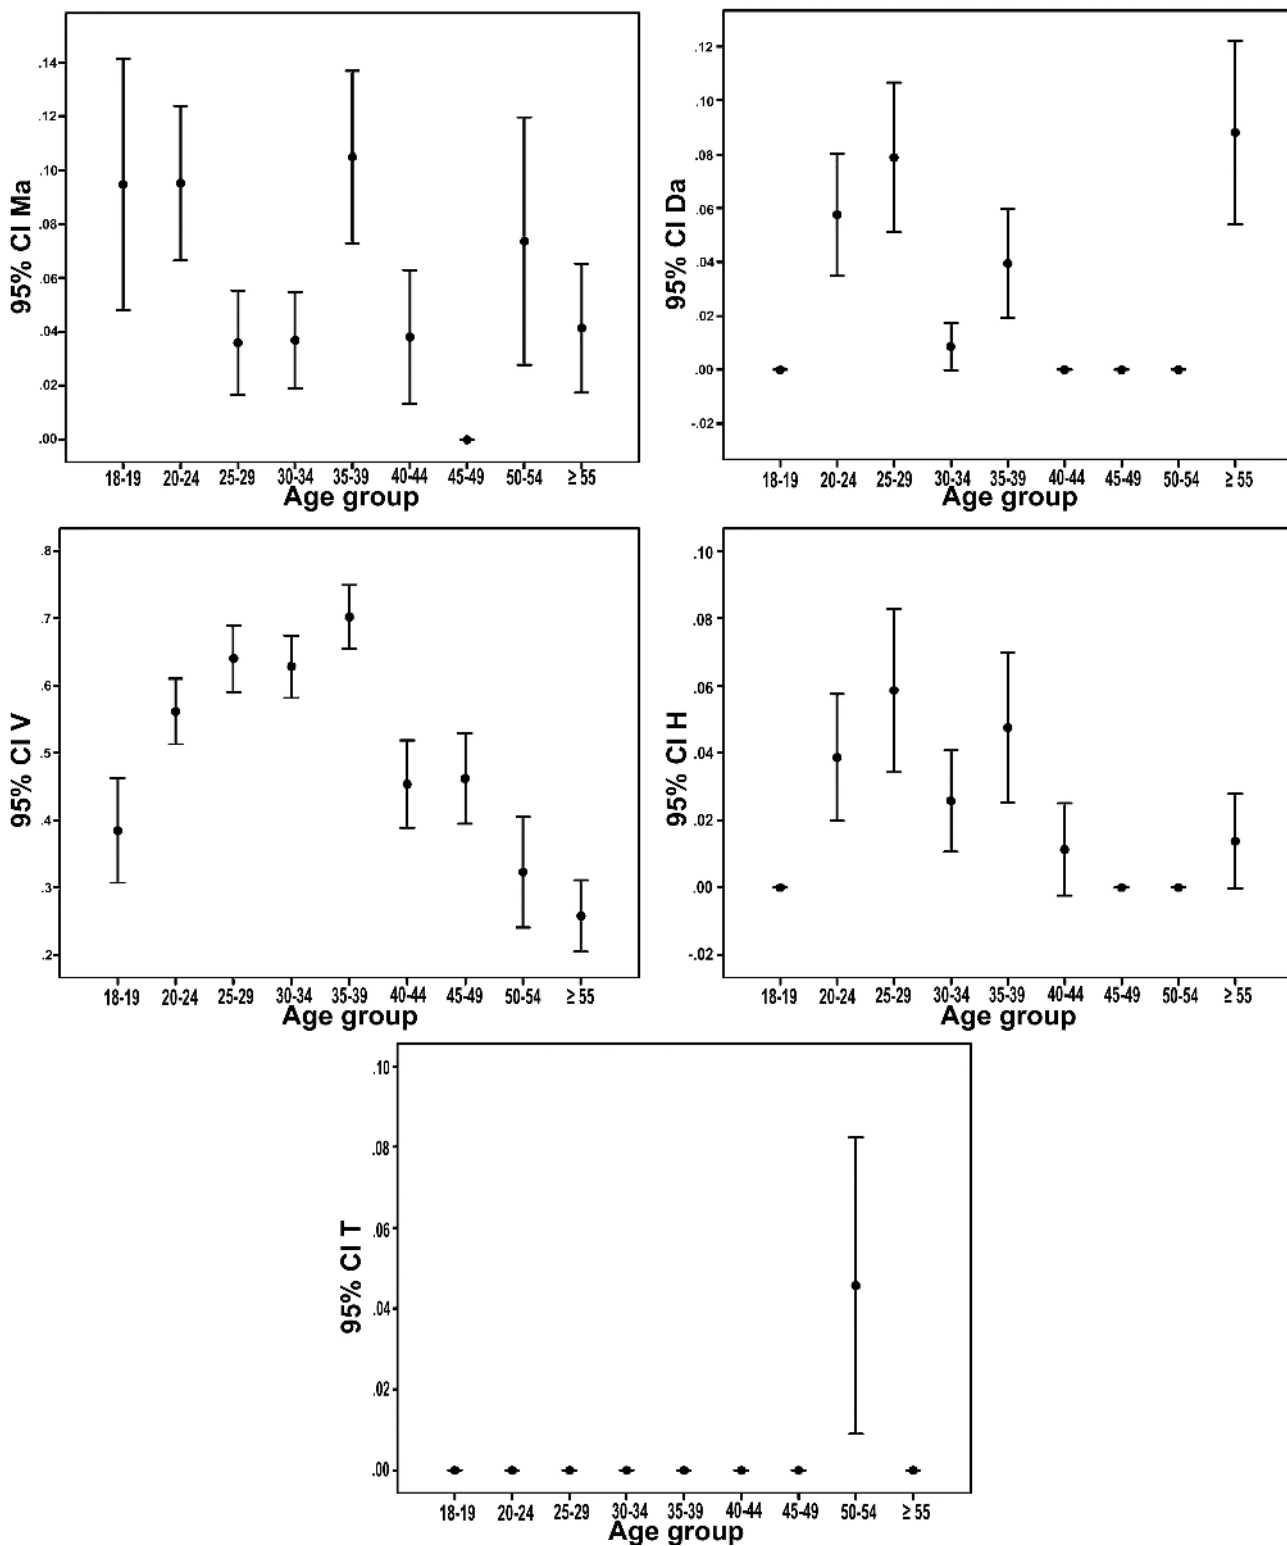 95% CI Ma
.14
.12
.10
.08
.06
.04
.02
.00
18-19 20-24 25-29 30-34 35-39 40-44 45-49 50-54 ≥ 55
Age group
95% CI Da
.12
.10
.08
.06
.04
.02
.00
-.02
18-19 20-24 25-29 30-34 35-39 40-44 45-49 50-54 ≥ 55
Age group
95% CI V
.8
.7
.6
.5
.4
.3
.2
18-19 20-24 25-29 30-34 35-39 40-44 45-49 50-54 ≥ 55
Age group
95% CI H
.10
.08
.06
.04
.02
.00
-.02
18-19 20-24 25-29 30-34 35-39 40-44 45-49 50-54 ≥ 55
Age group
95% CI T
.10
.08
.06
.04
.02
.00
18-19 20-24 25-29 30-34 35-39 40-44 45-49 50-54 ≥ 55
Age group